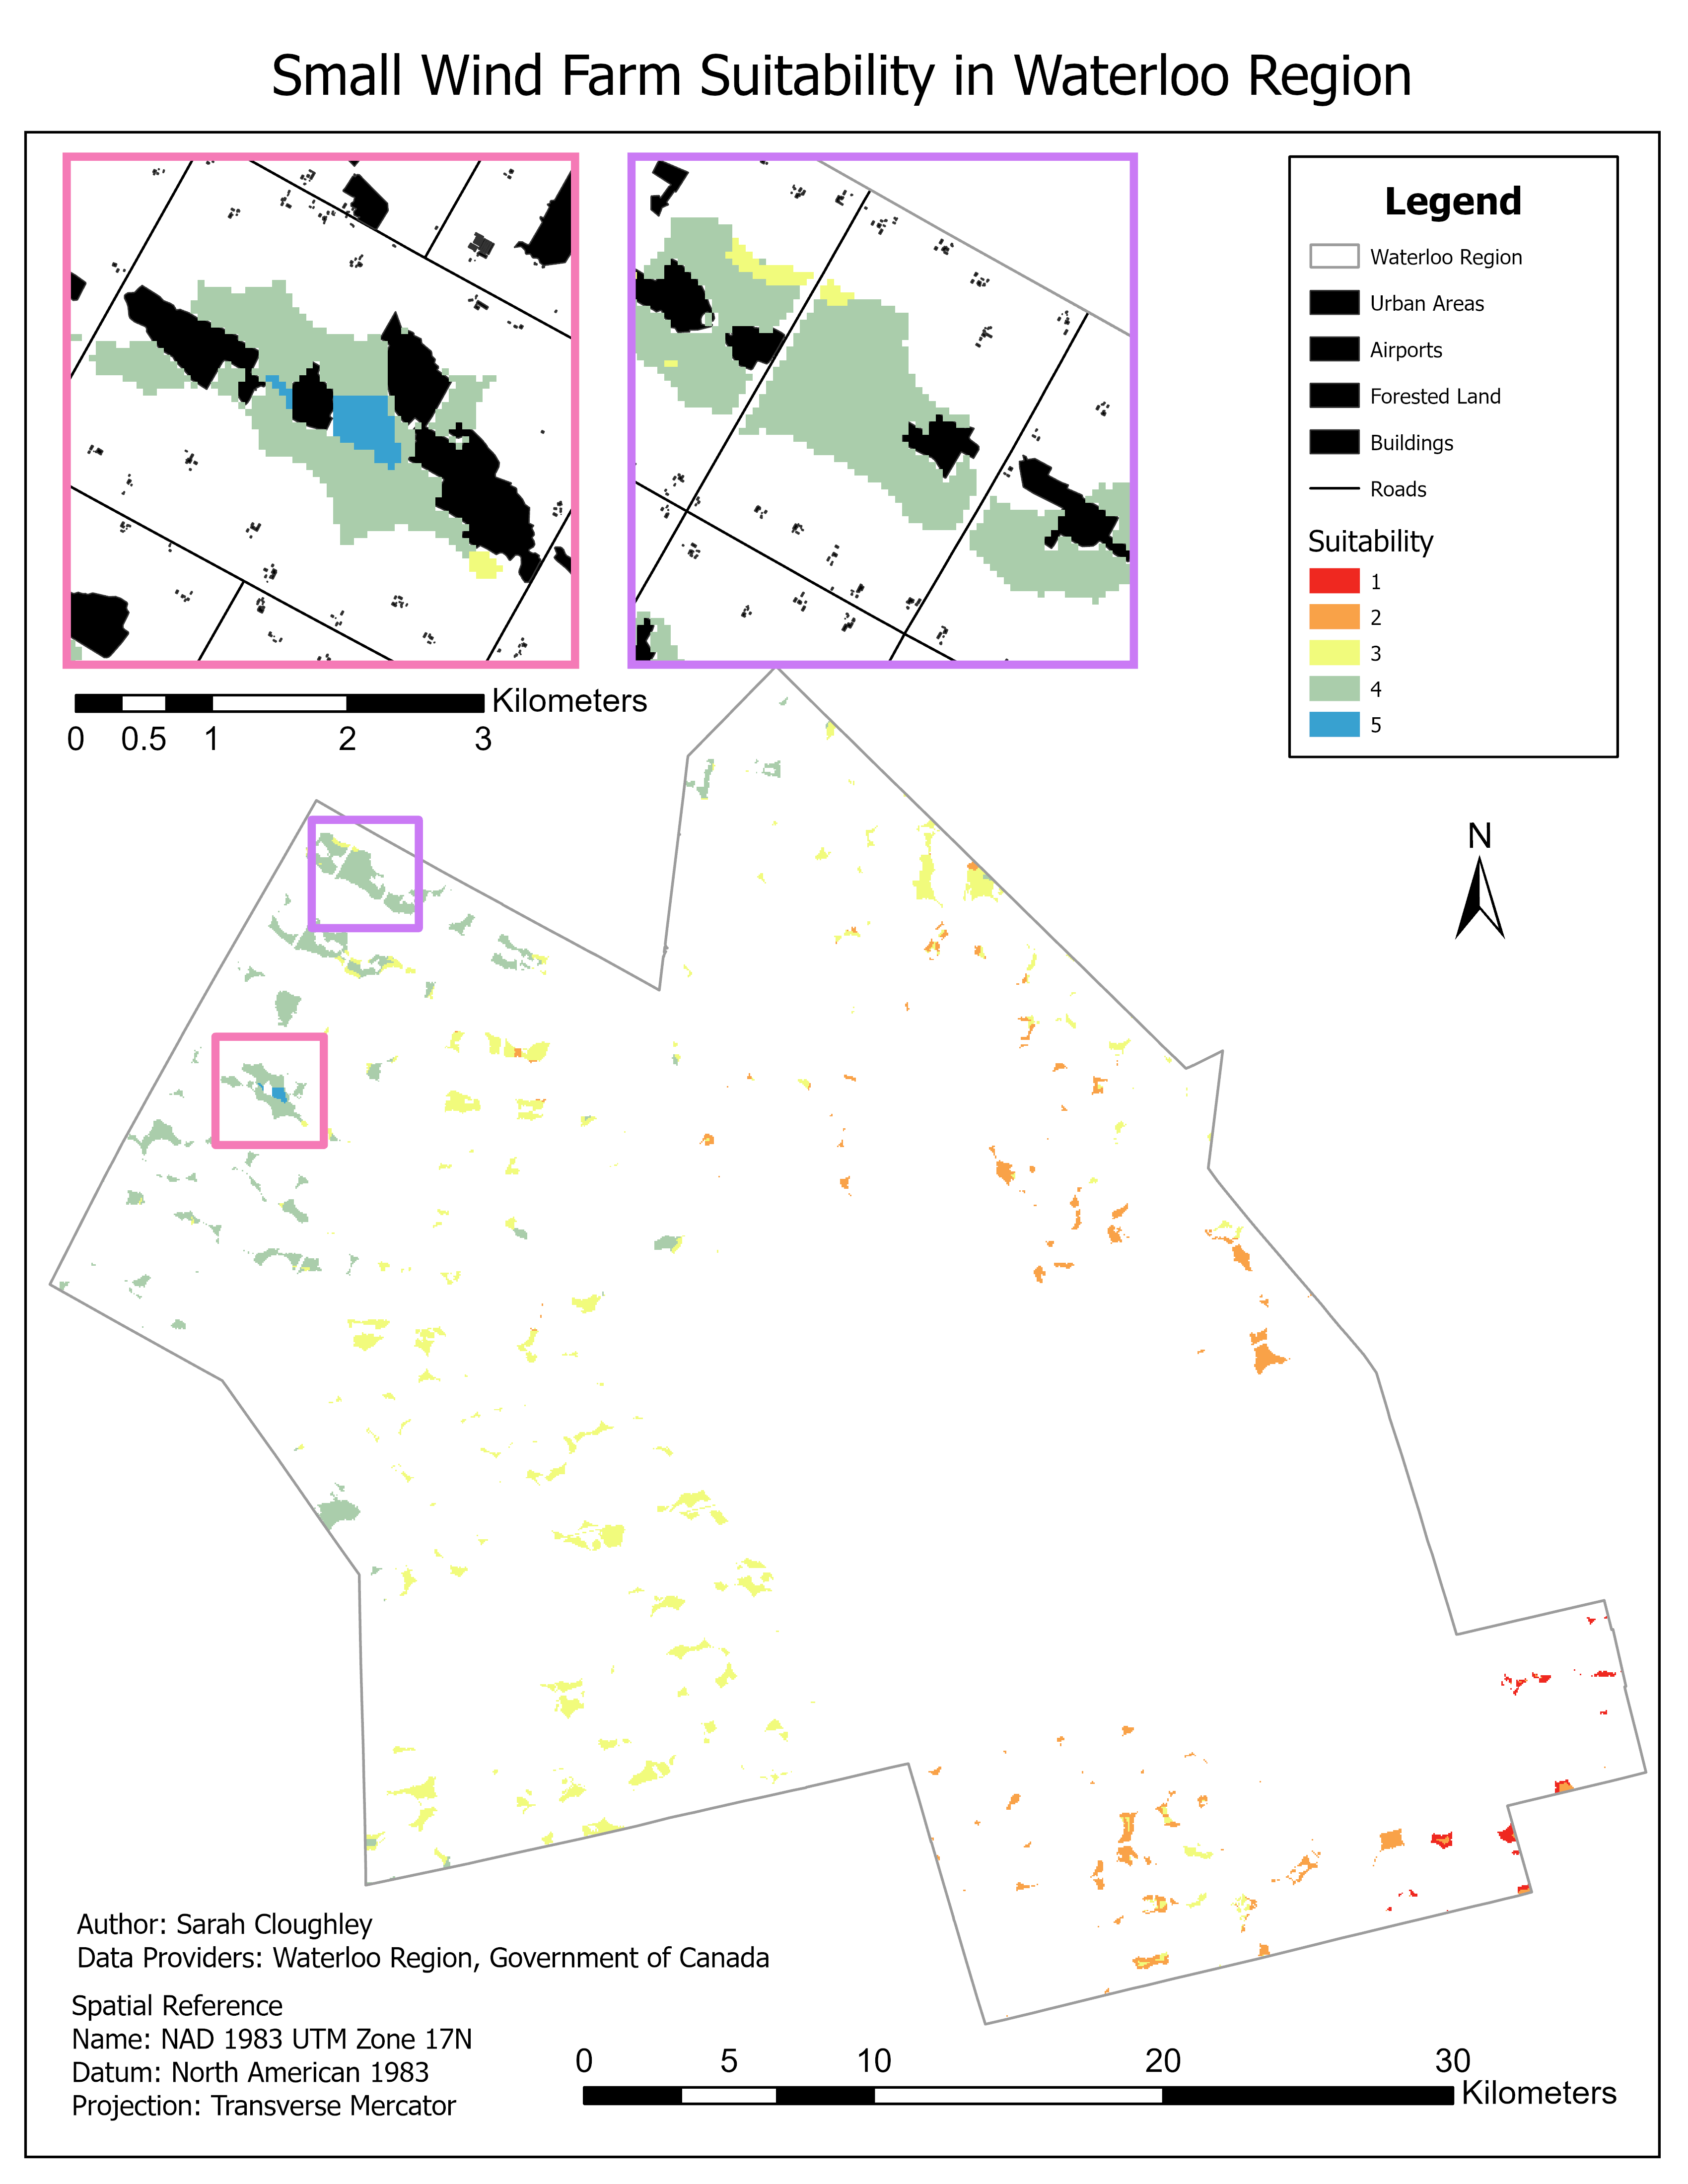 Small Wind Farm Suitability in Waterloo Region
Legend
Waterloo Region
Urban Areas
Airports
Forested Land
Buildings
Roads
Suitability
1
2
3
4
5
Kilometers
0 0.5 1 2 3
N
Author: Sarah Cloughley
Data Providers: Waterloo Region, Government of Canada
Spatial Reference
Name: NAD 1983 UTM Zone 17N
Datum: North American 1983
Projection: Transverse Mercator
0 5 10 20 30
Kilometers